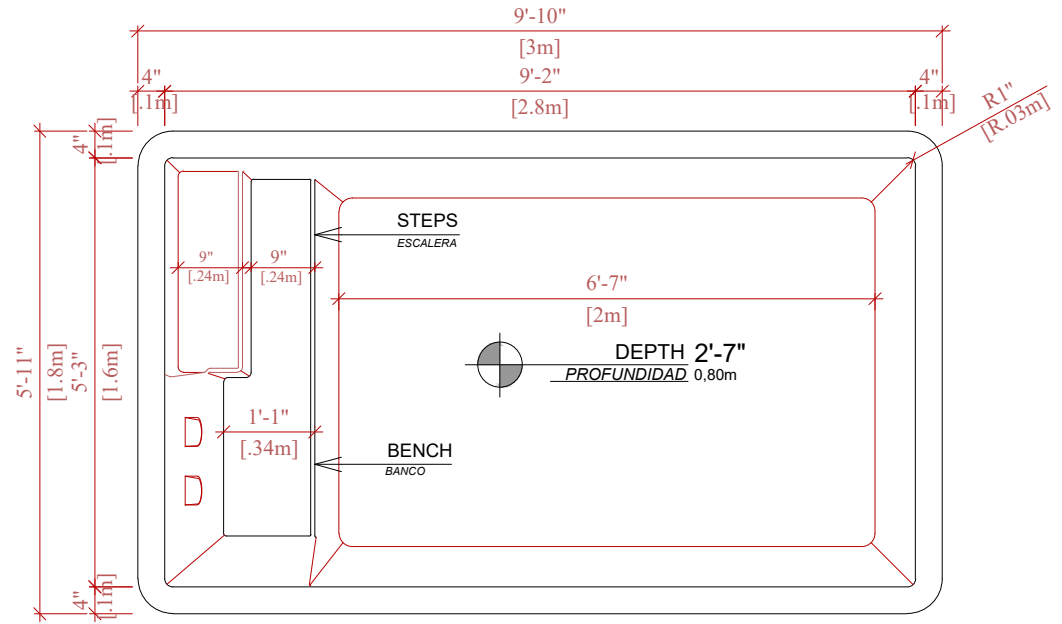 9'-10"
[3m]
4"
[.1m]
9'-2"
[2.8m]
4"
[.1m]
R1"
[R.03m]
4"
[.1m]
STEPS
ESCALERA
9"
[.24m]
9"
[.24m]
6'-7"
[2m]
DEPTH 2'-7"
PROFUNDIDAD 0,80m
5'-11"
[1.8m]
5'-3"
[1.6m]
1'-1"
[.34m]
BENCH
BANCO
4"
[.1m]